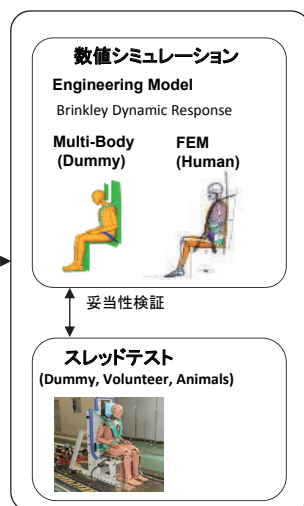 数値シミュレーション
Engineering Model
Brinkley Dynamic Response
Multi-Body
(Dummy)
FEM
(Human)
妥当性検証
スレッドテスト
(Dummy, Volunteer, Animals)